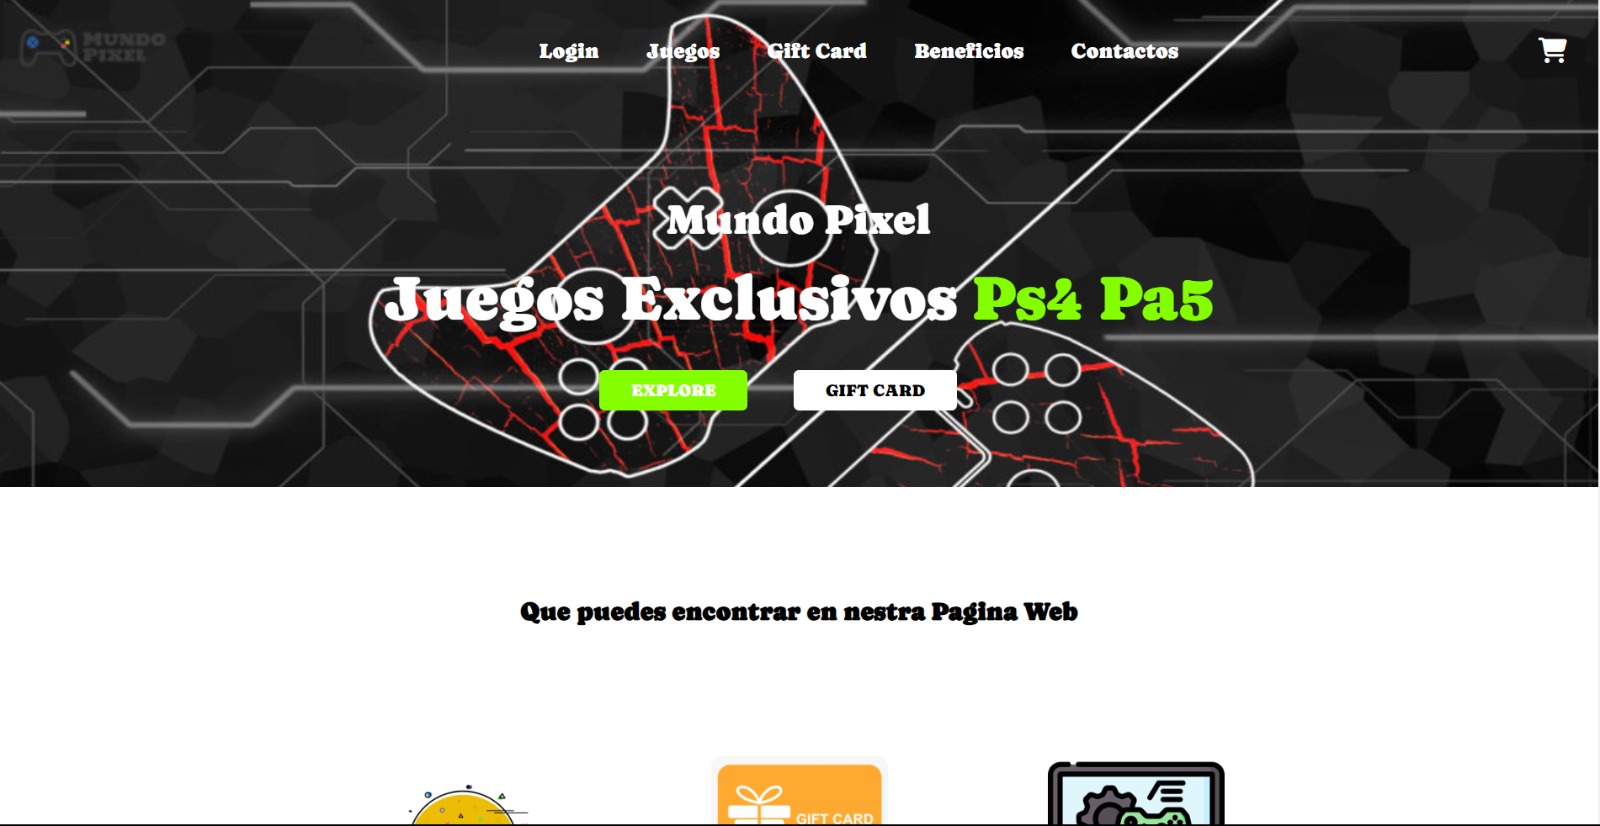 MUNDO
PIXEL
Login Juegos Gift Card Beneficios Contactos
Mundo Pixel
Juegos Exclusivos Ps4 Pa5
EXPLORE GIFT CARD
Que puedes encontrar en nestra Pagina Web
GIFT CARD